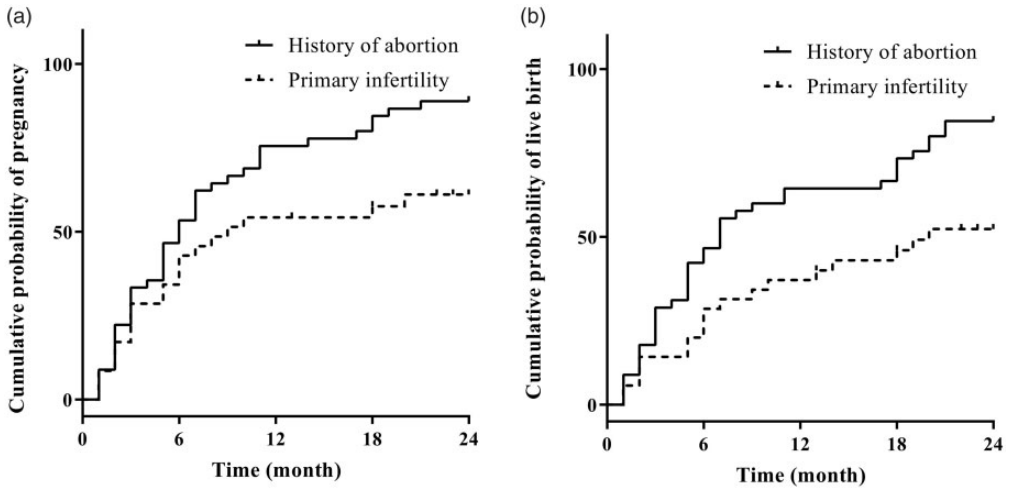 (a)
Cumulative probability of pregnancy
100
50
0
History of abortion
Primary infertility
0 6 12 18 24
Time (month)
(b)
Cumulative probability of live birth
100
50
0
History of abortion
Primary infertility
0 6 12 18 24
Time (month)